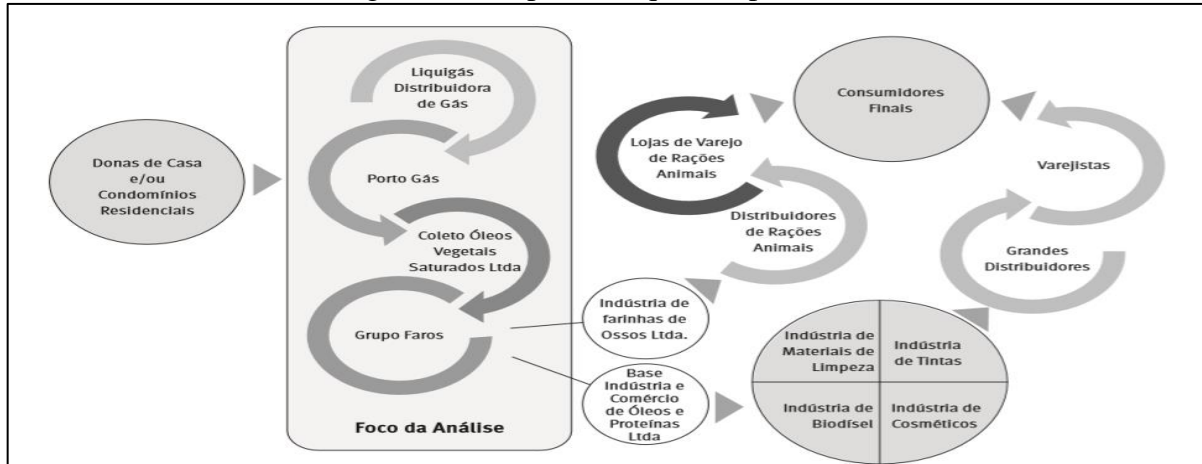 Donas de Casa
e/ou
Condomínios
Residenciais
Liquigás
Distribuidora
de Gás
Porto Gás
Coleto Óleos
Vegetais
Saturados Ltda
Grupo Faros
Foco da Análise
Indústria de
farinhas de
Ossos Ltda.
Base
Indústria e
Comércio
de Óleos e
Proteínas
Ltda
Lojas de Varejo
de Rações
Animais
Distribuidores
de Rações
Animais
Consumidores
Finais
Varejistas
Grandes
Distribuidores
Indústria de
Materiais de
Limpeza
Indústria
de Tintas
Indústria de
Biodísel
Indústria de
Cosméticos